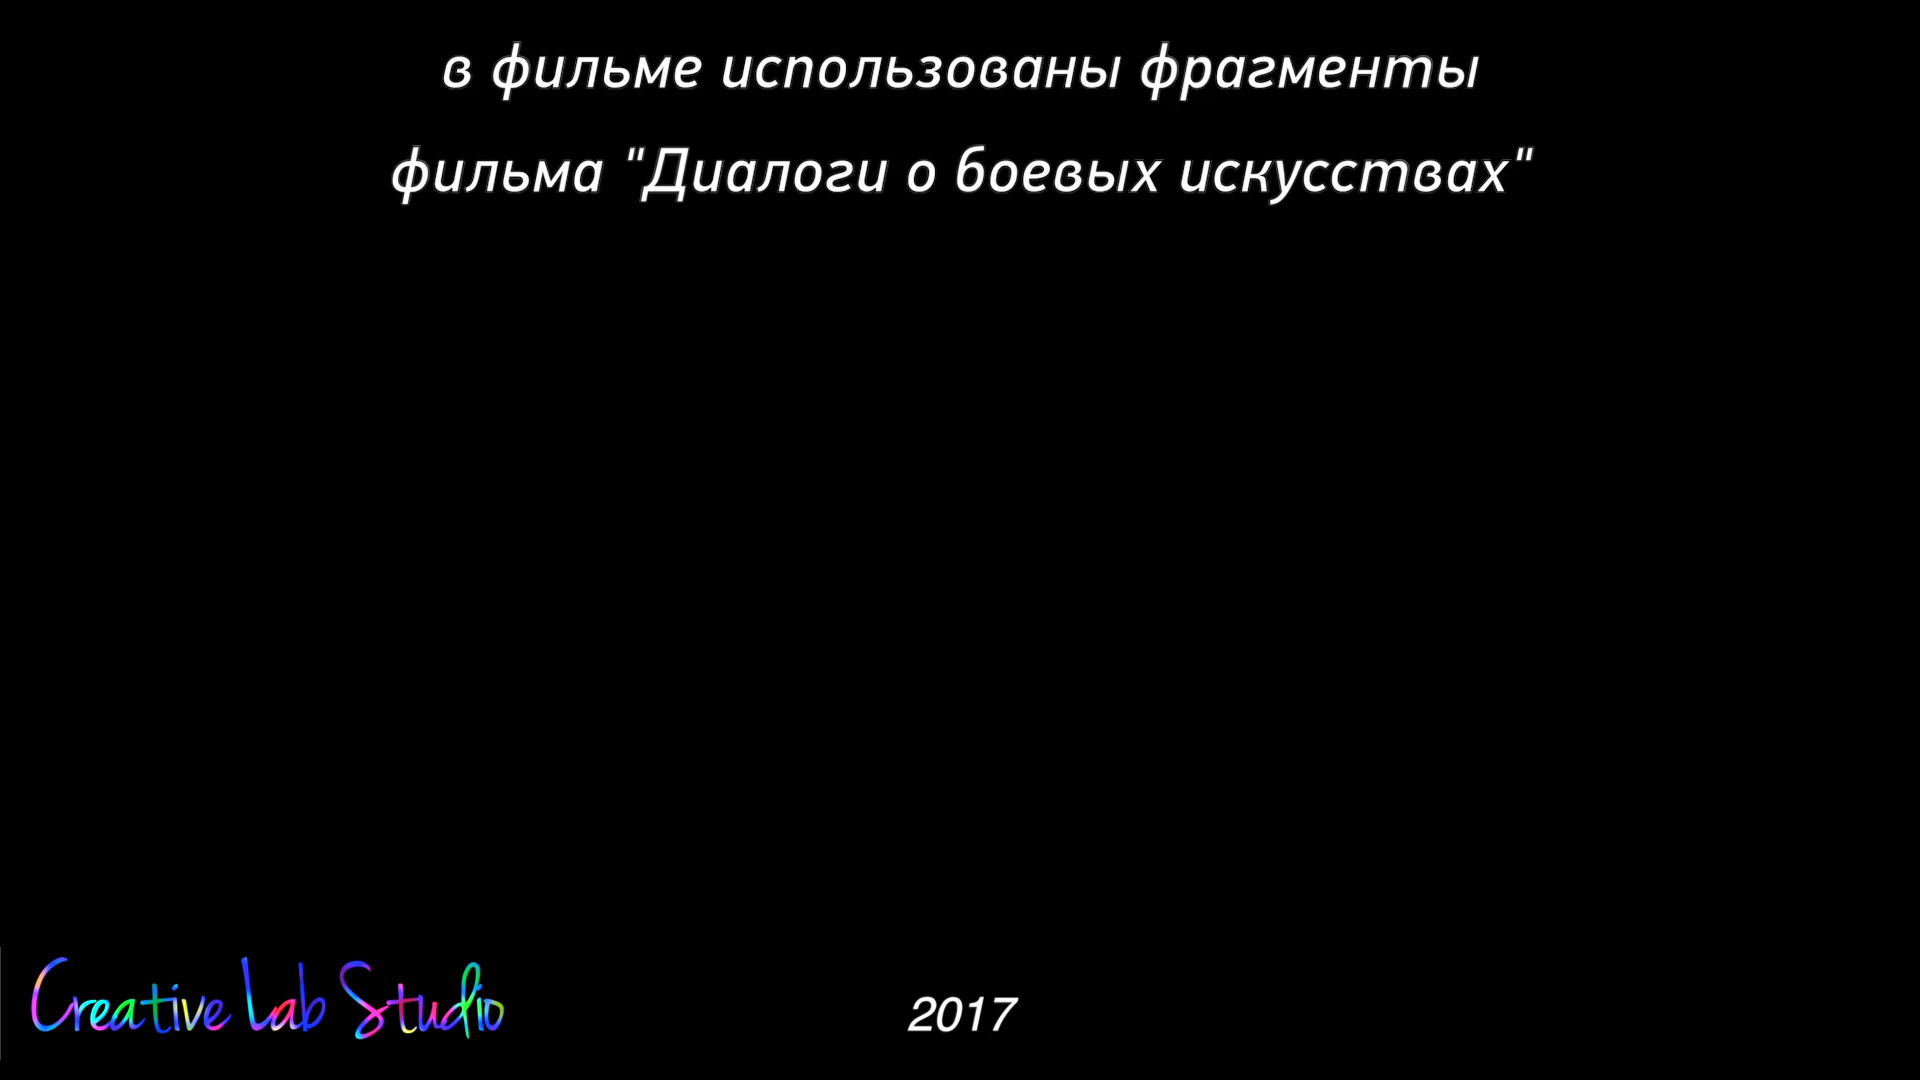 в фильме использованы фрагменты
фильма "Диалоги о боевых искусствах"
Creative Lab Studio
2017